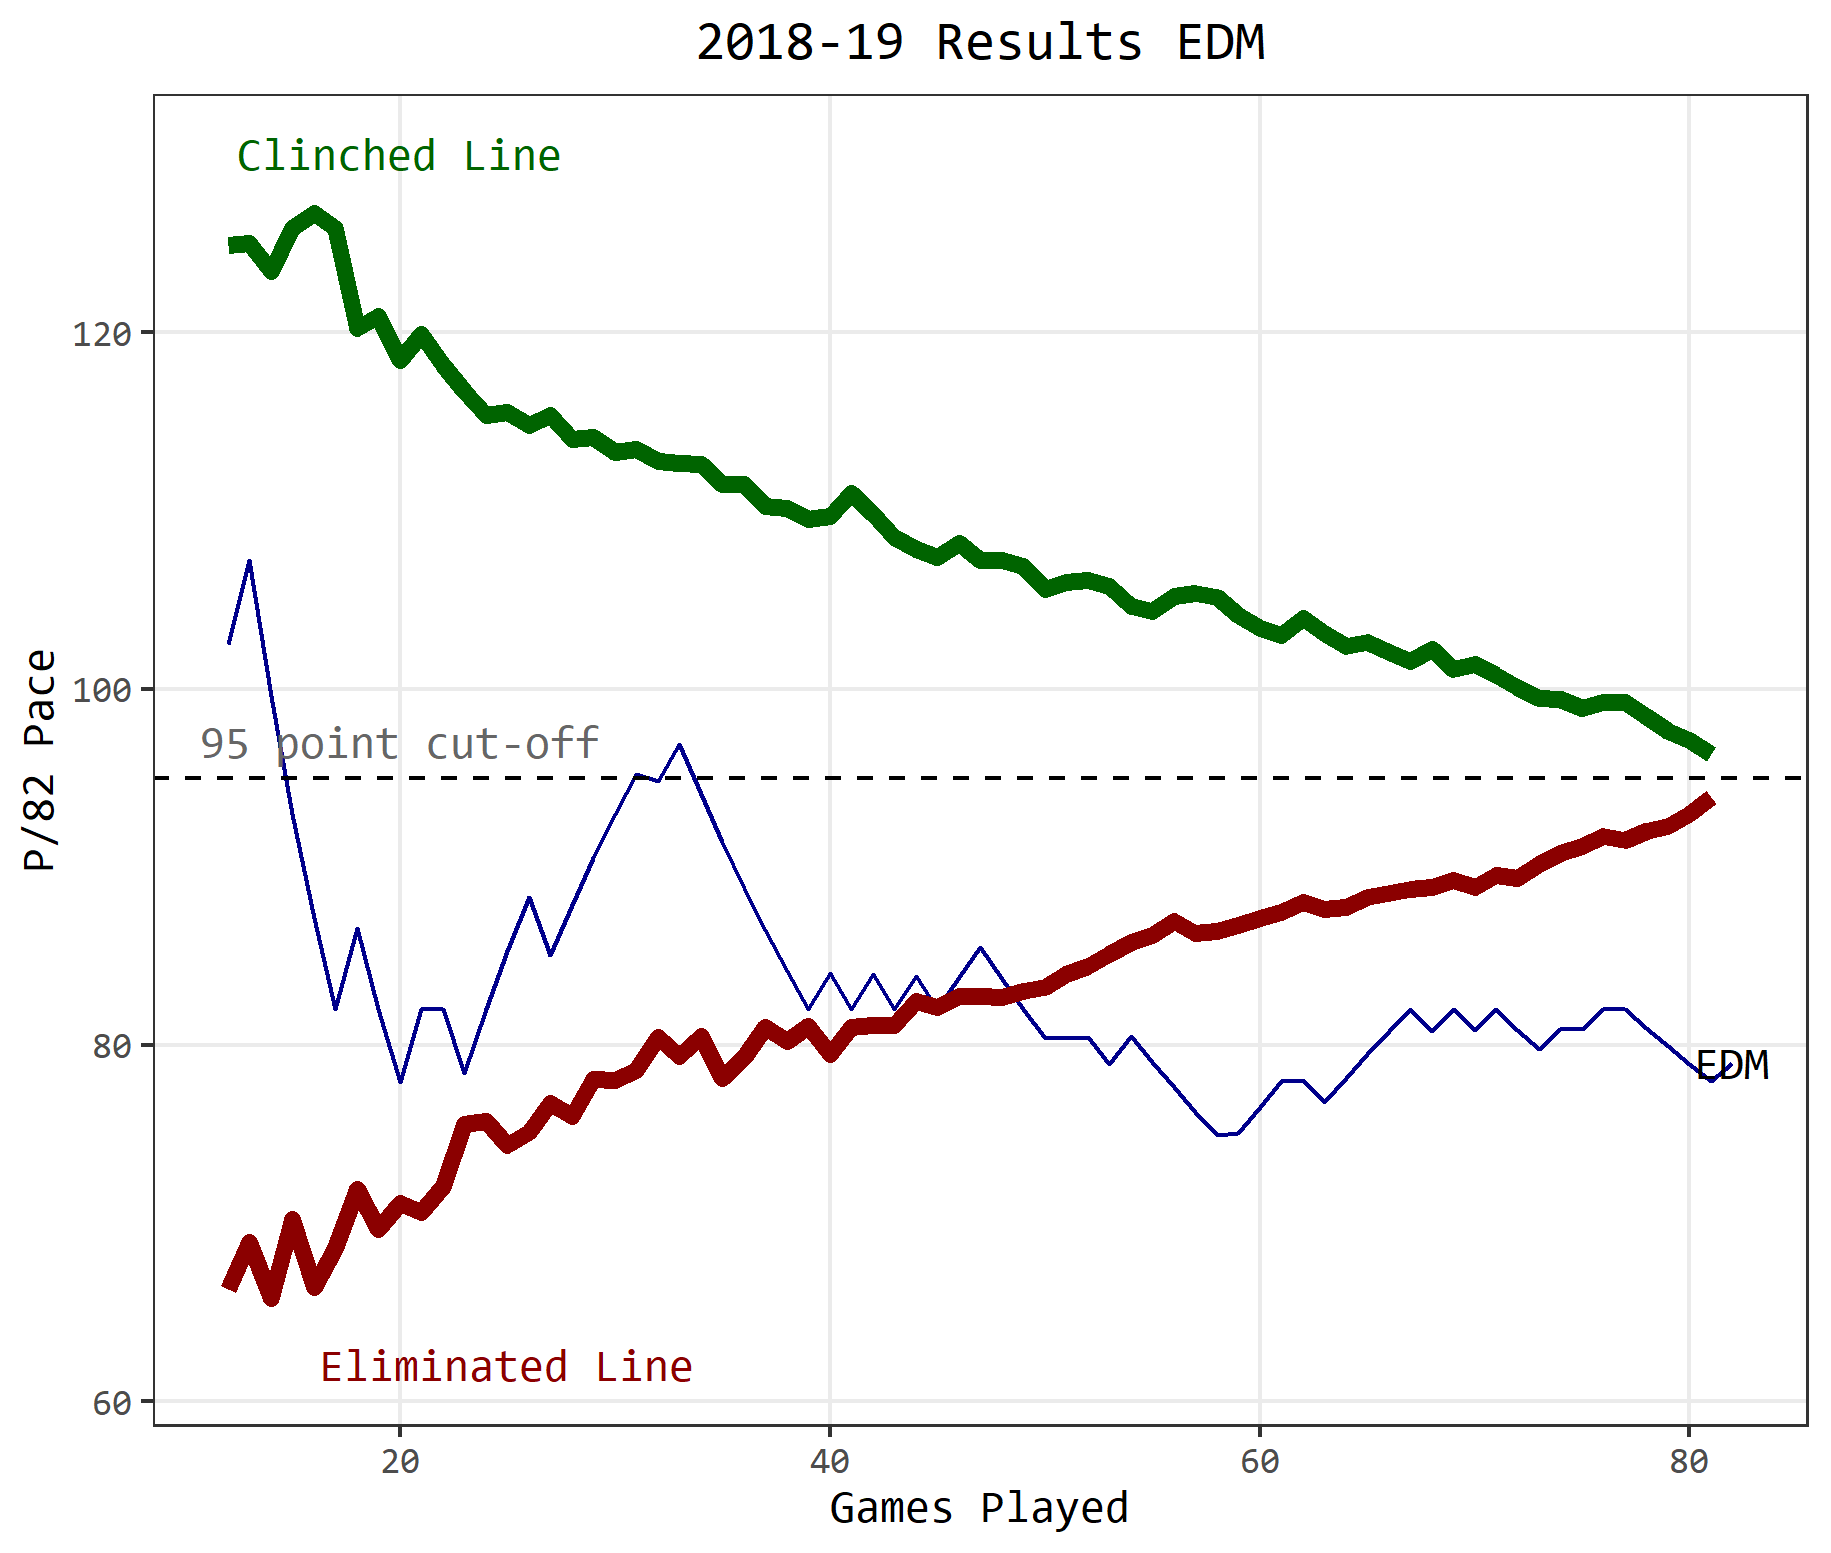 2018-19 Results EDM
Clinched Line
120
100
95 point cut-off
P/82 Pace
80
EDM
Eliminated Line
60
20 40 60 80
Games Played